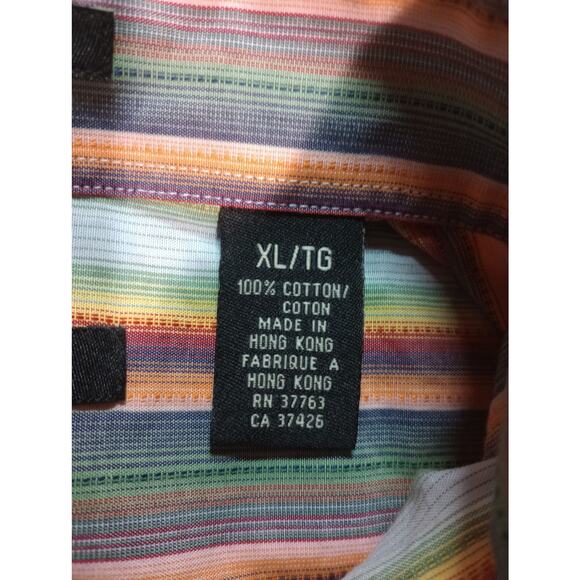 XL/TG
100% COTTON/
COTON
MADE IN
HONG KONG
FABRIQUE A
HONG KONG
RN 37763
CA 37426